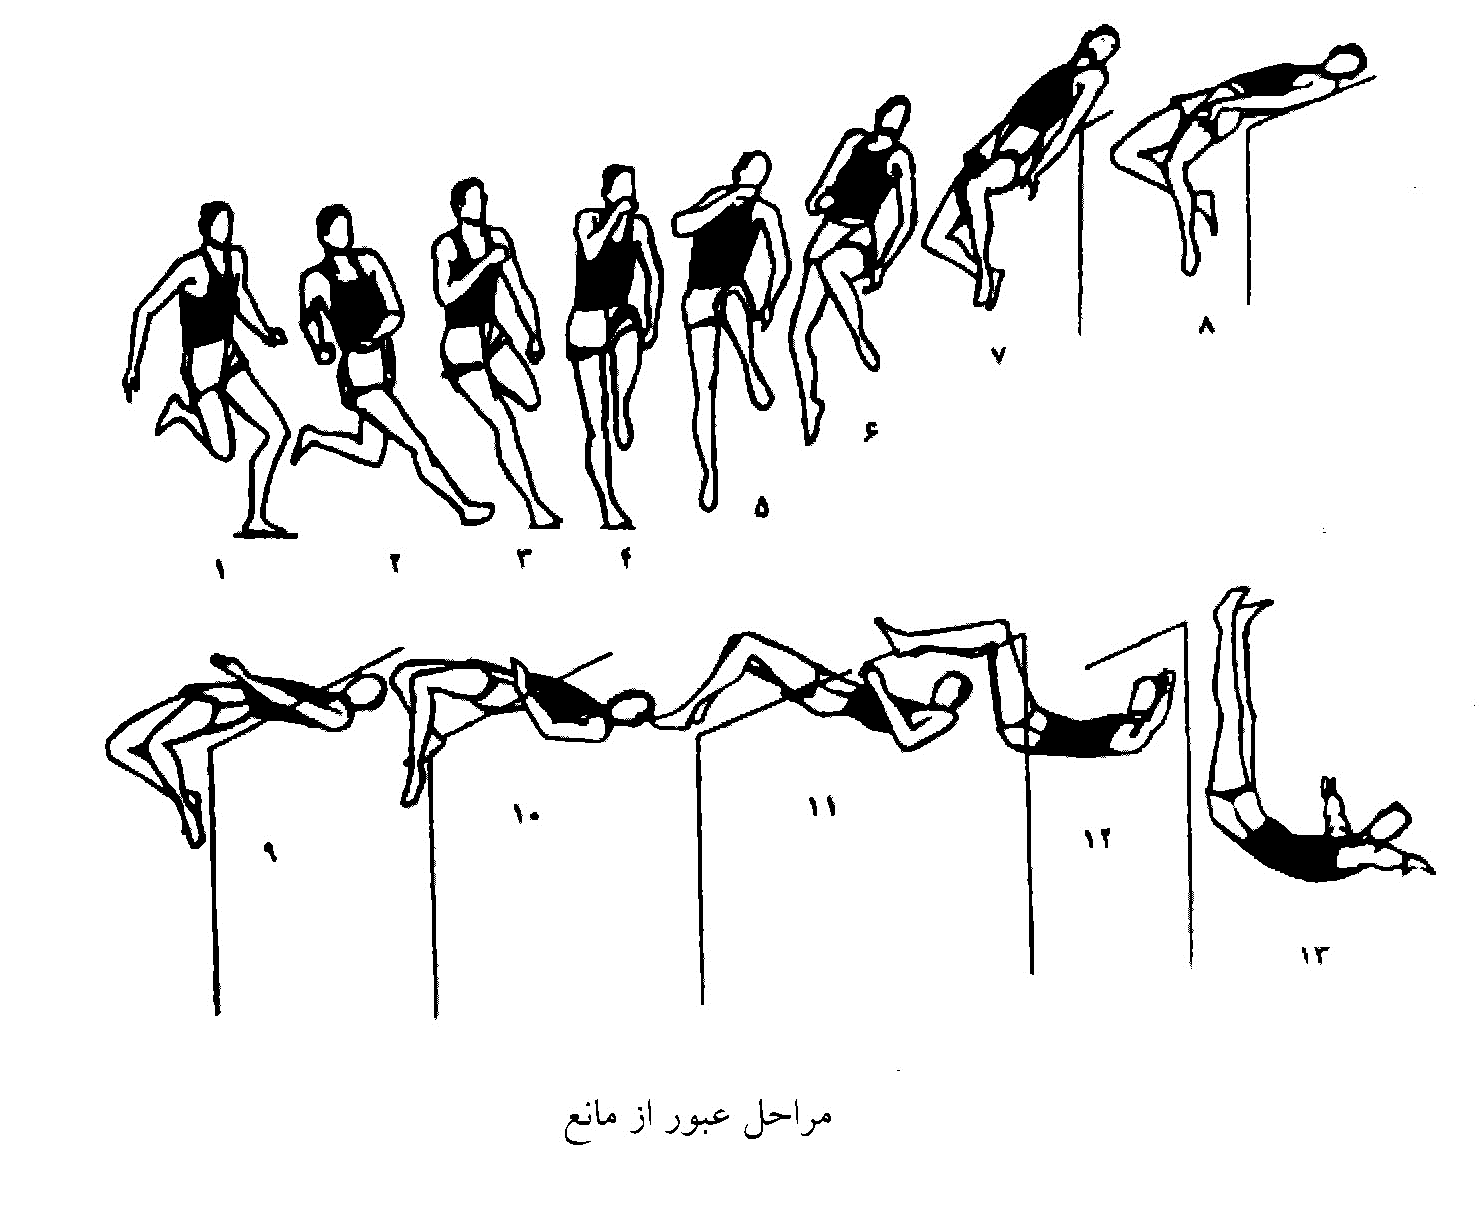 ۱ ۲ ۳ ۴ ۵ ۶ ۷ ۸
۹ ۱۰ ۱۱ ۱۲ ۱۳
مراحل عبور از مانع